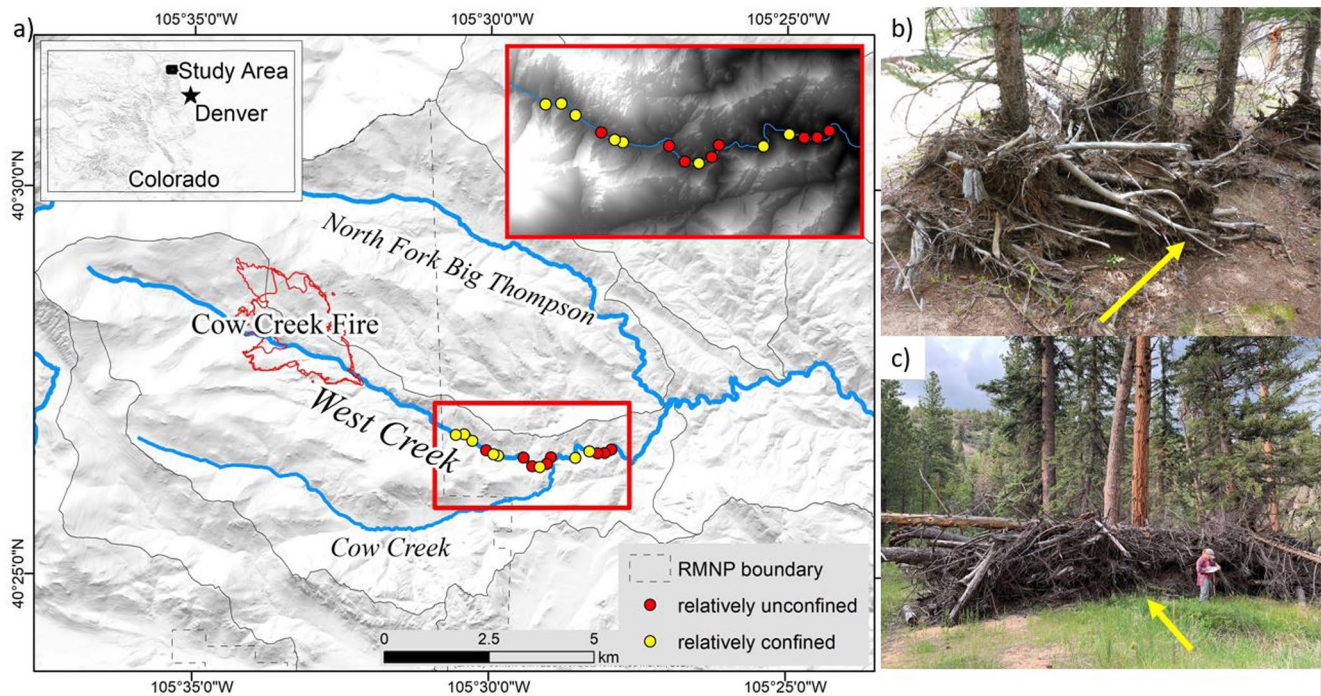 a)
105°35'0"W
105°30'0"W
105°25'0"W
Study Area
Denver
Colorado
40°30'0"N
North Fork Big Thompson
Cow Creek Fire
West Creek
Cow Creek
40°25'0"N
RMNP boundary
relatively unconfined
relatively confined
0 2.5 5
km
105°35'0"W
105°30'0"W
105°25'0"W
b)
c)